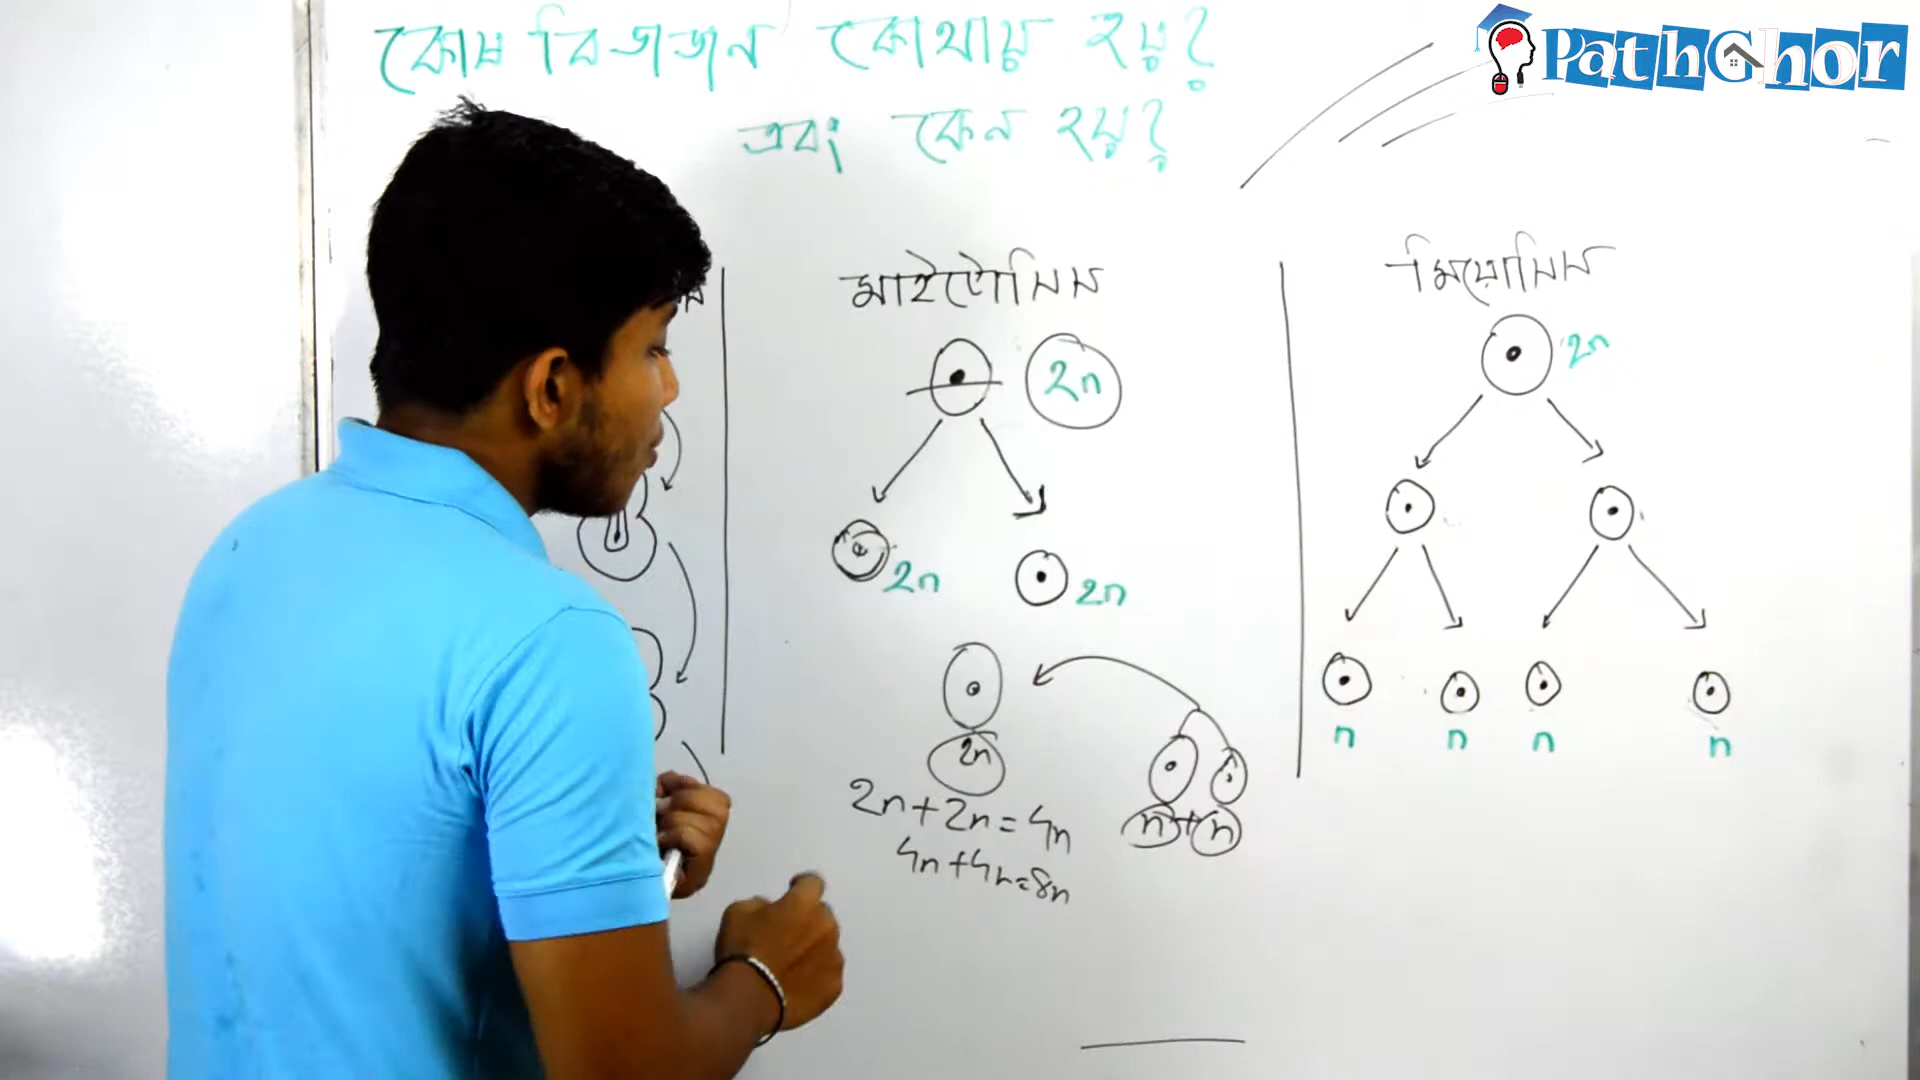 PathGhor
কোষ বিভাজন কোথায় হয়?
এবং কেন হয়?
মাইটোসিস
2n
2n
2n
2n
2n+2n=4n
4n+4n=8n
n+n
মিয়োসিস
2n
n n n n